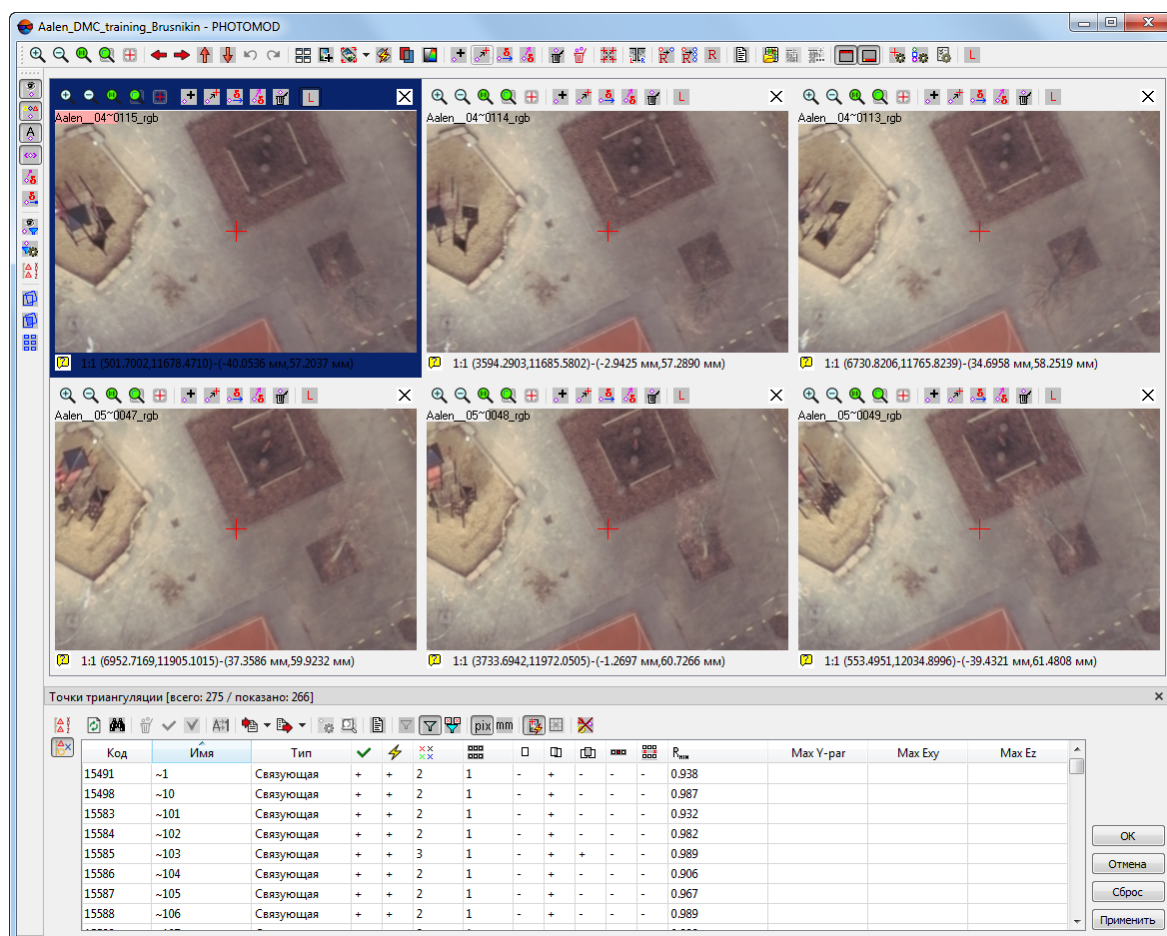 Aalen_DMC_training_Brusnikin - PHOTOMOD
Aalen__04~0115_rgb
1:1 (501.7002,11678.4710)-(-40.0536 мм,57.2037 мм)
Aalen__04~0114_rgb
1:1 (3594.2903,11685.5802)-(-2.9425 мм,57.2890 мм)
Aalen__04~0113_rgb
1:1 (6730.8206,11765.8239)-(34.6958 мм,58.2519 мм)
Aalen__05~0047_rgb
1:1 (6952.7169,11905.1015)-(37.3586 мм,59.9232 мм)
Aalen__05~0048_rgb
1:1 (3733.6942,11972.0505)-(-1.2697 мм,60.7266 мм)
Aalen__05~0049_rgb
1:1 (553.4951,12034.8996)-(-39.4321 мм,61.4808 мм)
Точки триангуляции [всего: 275 / показано: 266]
pix mm
Код Имя Тип Max Y-par Max Exy Max Ez
15491 ~1 Связующая + + 2 1 - + - - - 0.938
15498 ~10 Связующая + + 2 1 - + - - - 0.987
15583 ~101 Связующая + + 2 1 - + - - - 0.932
15584 ~102 Связующая + + 2 1 - + - - - 0.982
15585 ~103 Связующая + + 3 1 - + + - - 0.989
15586 ~104 Связующая + + 2 1 - + - - - 0.906
15587 ~105 Связующая + + 2 1 - + - - - 0.967
15588 ~106 Связующая + + 2 1 - + - - - 0.989
OK
Отмена
Сброс
Применить